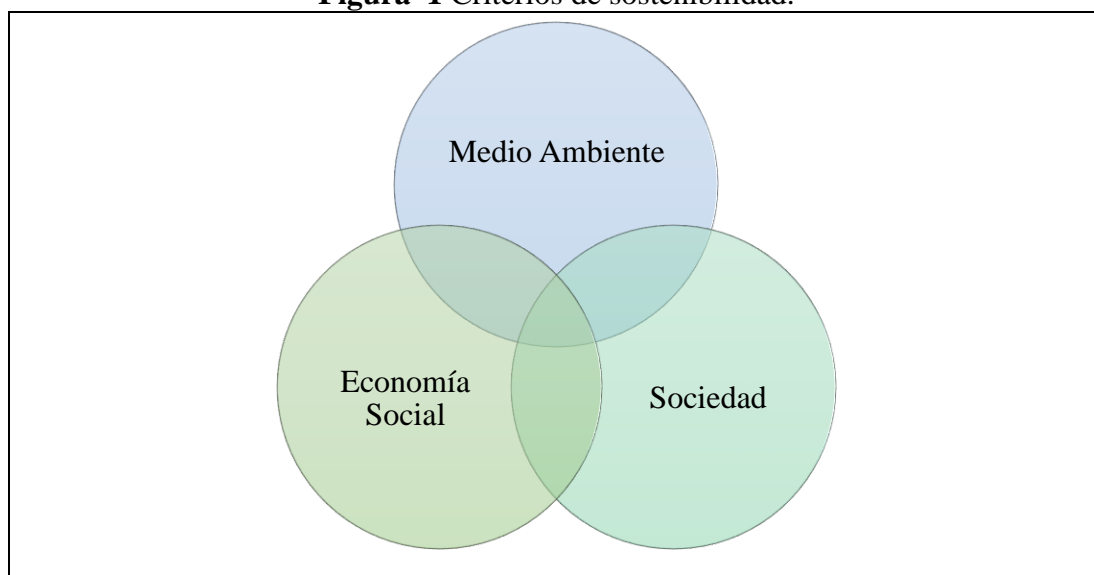 Figura 1 Criterios de sostenibilidad.
Medio Ambiente
Economía
Social
Sociedad